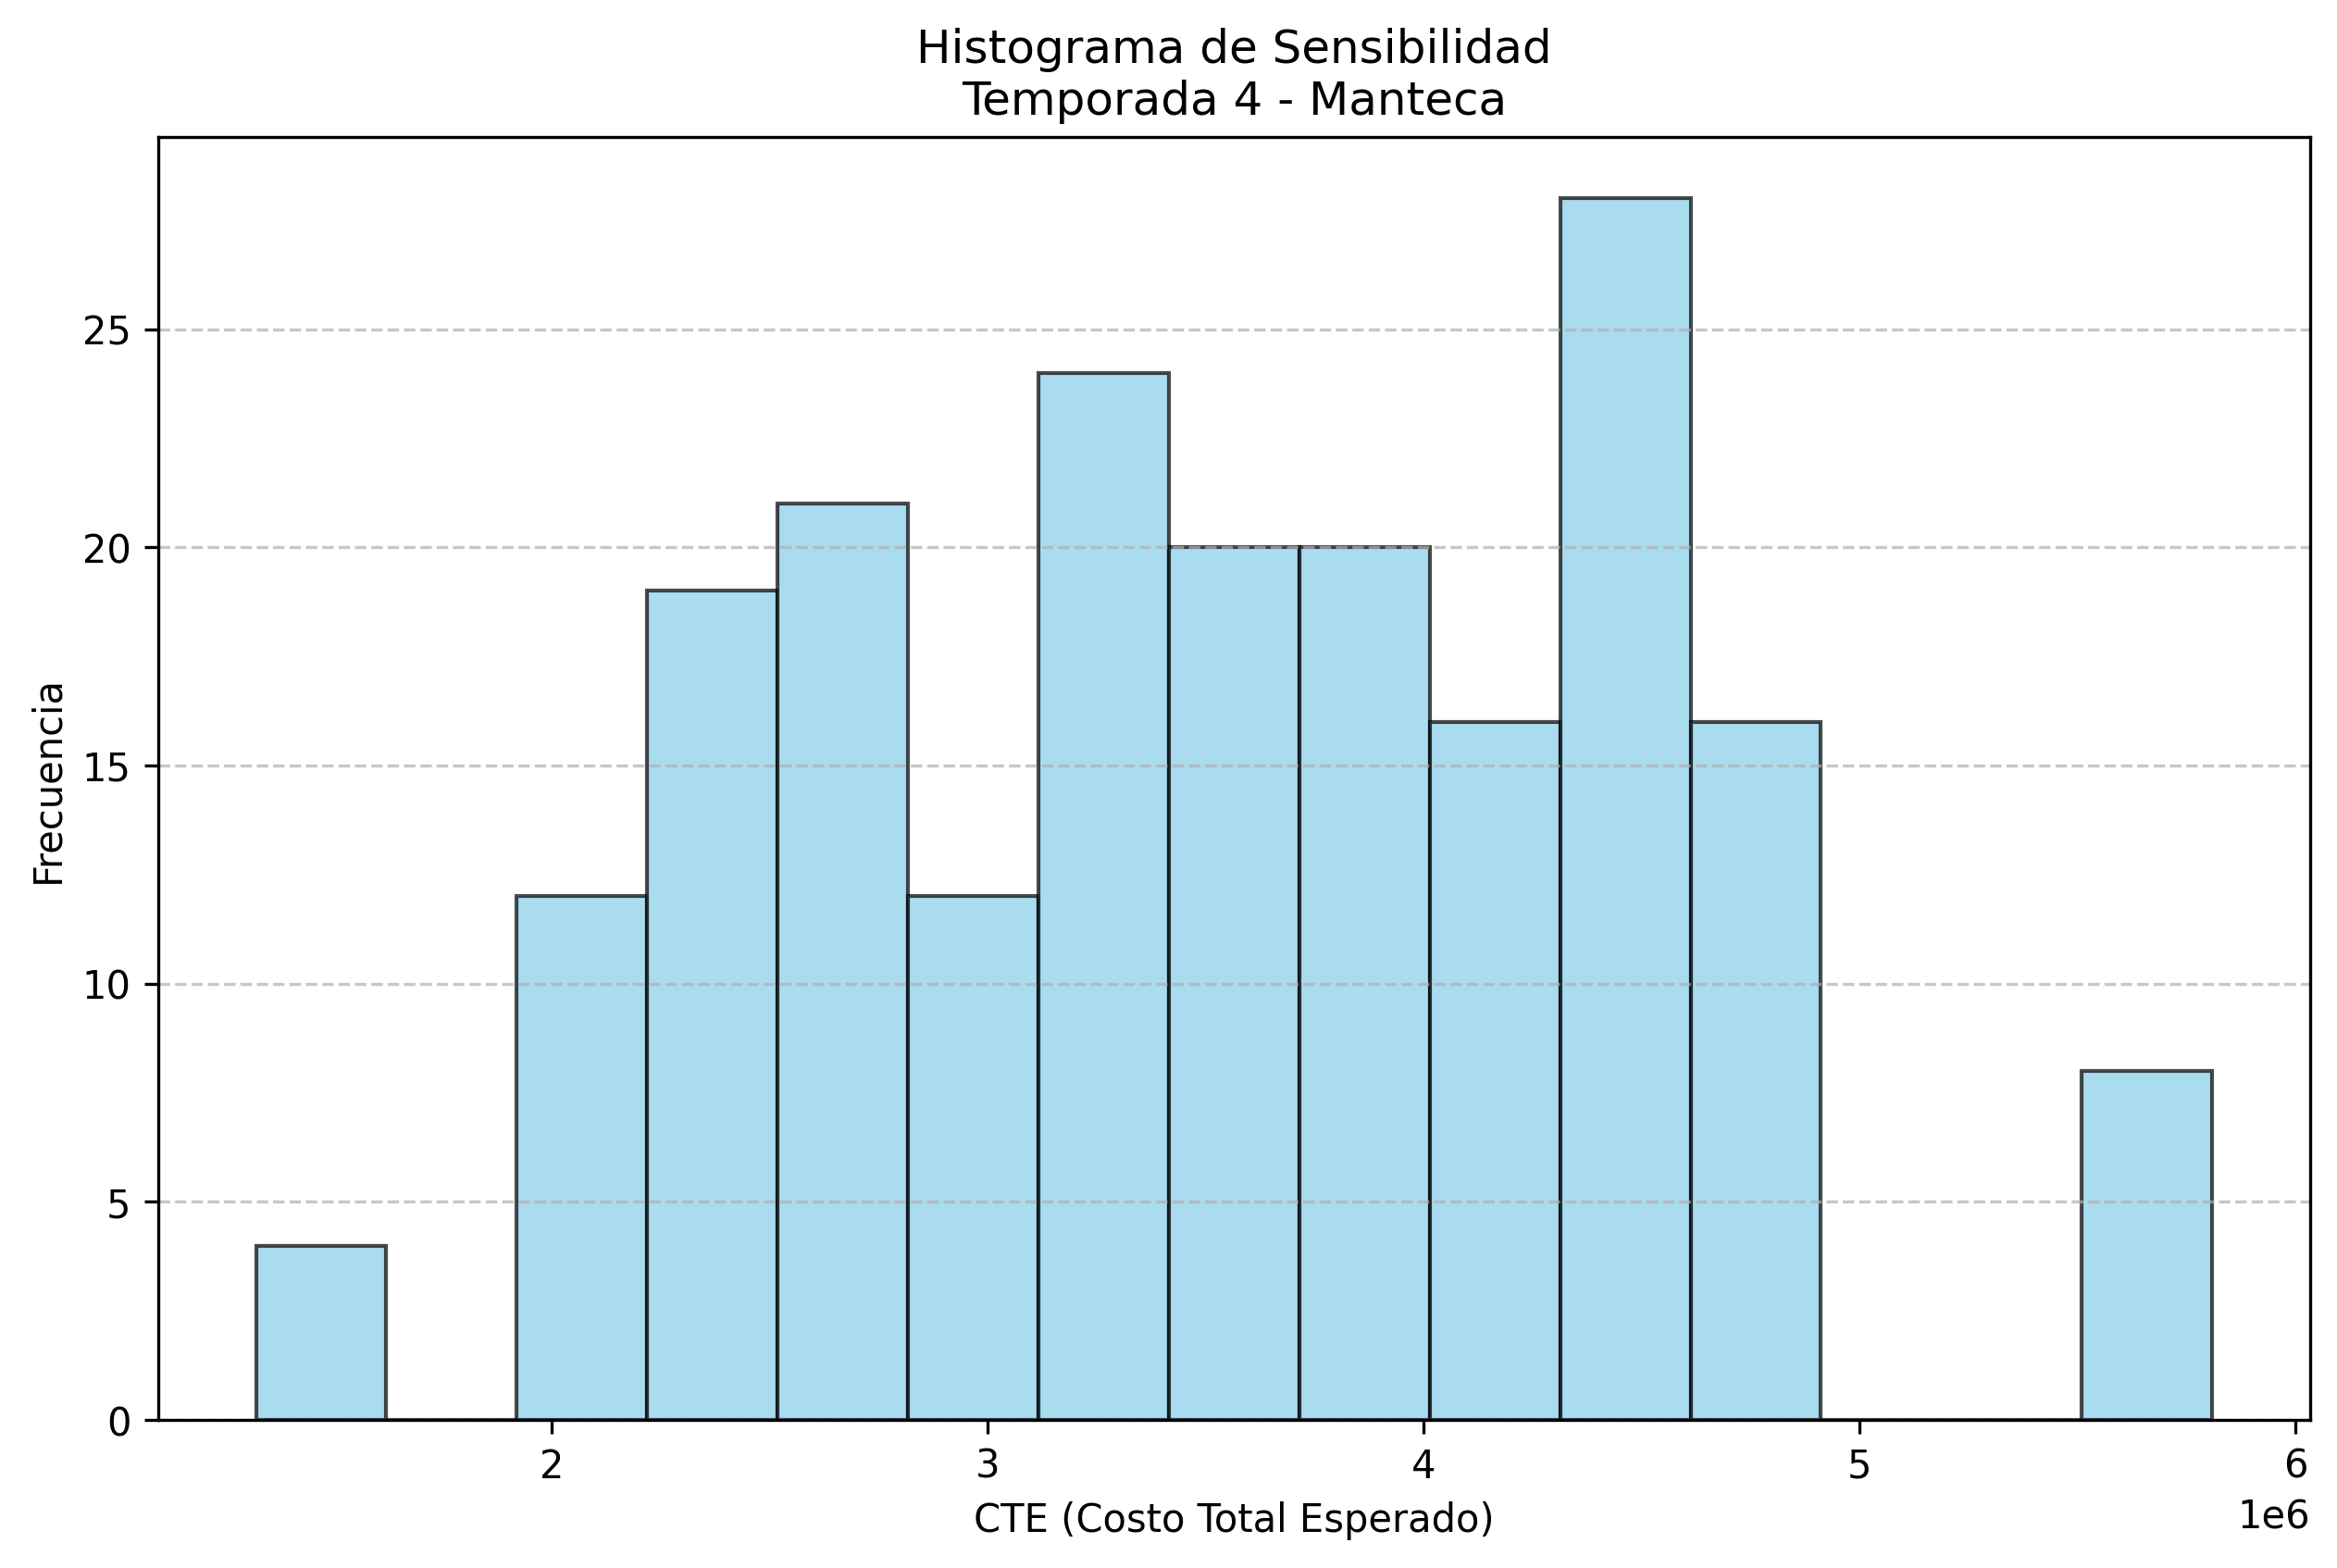 Histograma de Sensibilidad
Temporada 4 - Manteca
Frecuencia
25
20
15
10
5
0
2
3
4
5
6
1e6
CTE (Costo Total Esperado)